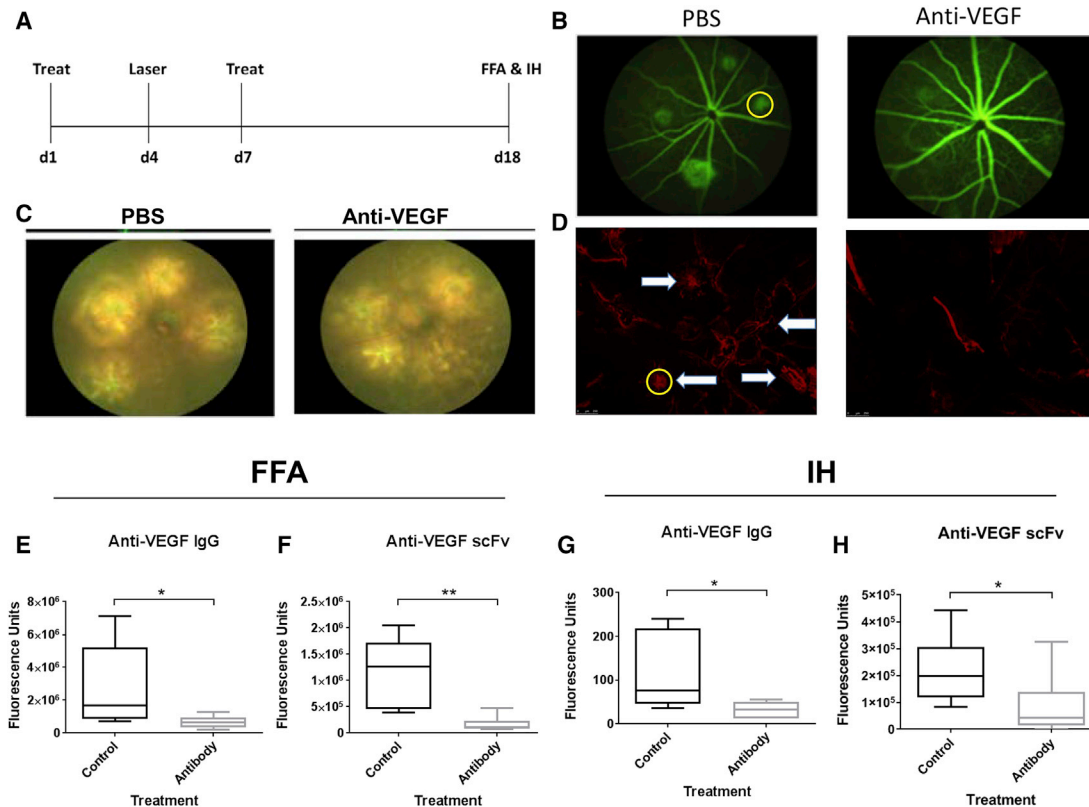 A
Treat Laser Treat FFA & IH
d1 d4 d7 d18
B
PBS Anti-VEGF
C
PBS Anti-VEGF
D
FFA
IH
E
Anti-VEGF IgG
*
Fluorescence Units
8×10⁶
6×10⁶
4×10⁶
2×10⁶
0
Control Antibody
Treatment
F
Anti-VEGF scFv
**
Fluorescence Units
2.5×10⁶
2.0×10⁶
1.5×10⁶
1.0×10⁶
5×10⁵
0
Control Antibody
Treatment
G
Anti-VEGF IgG
*
Fluorescence Units
300
200
100
0
Control Antibody
Treatment
H
Anti-VEGF scFv
*
Fluorescence Units
5×10⁵
4×10⁵
3×10⁵
2×10⁵
1×10⁵
0
Control Antibody
Treatment